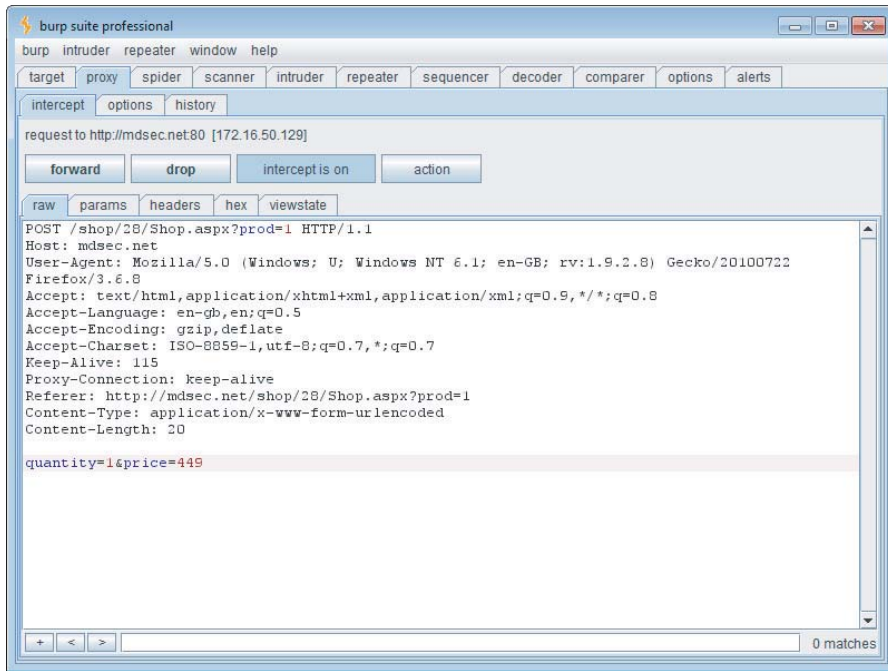 burp suite professional
burp intruder repeater window help
target proxy spider scanner intruder repeater sequencer decoder comparer options alerts
intercept options history
request to http://mdsec.net:80 [172.16.50.129]
forward drop intercept is on action
raw params headers hex viewstate
POST /shop/28/Shop.aspx?prod=1 HTTP/1.1
Host: mdsec.net
User-Agent: Mozilla/5.0 (Windows; U; Windows NT 6.1; en-GB; rv:1.9.2.8) Gecko/20100722
Firefox/3.6.8
Accept: text/html,application/xhtml+xml,application/xml;q=0.9,*/*;q=0.8
Accept-Language: en-gb,en;q=0.5
Accept-Encoding: gzip,deflate
Accept-Charset: ISO-8859-1,utf-8;q=0.7,*;q=0.7
Keep-Alive: 115
Proxy-Connection: keep-alive
Referer: http://mdsec.net/shop/28/Shop.aspx?prod=1
Content-Type: application/x-www-form-urlencoded
Content-Length: 20
quantity=1&price=449
+ < > 0 matches